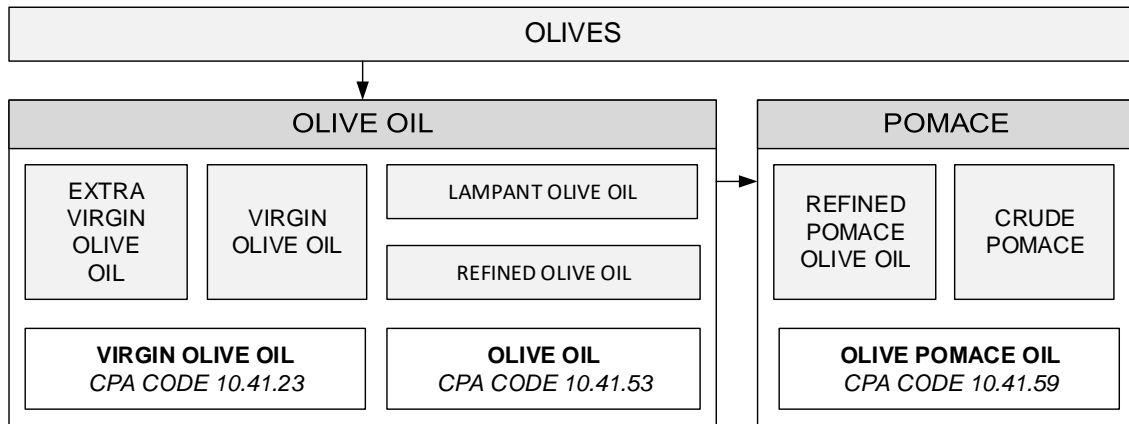 OLIVES
OLIVE OIL
EXTRA
VIRGIN
OLIVE
OIL
VIRGIN
OLIVE OIL
LAMPANT OLIVE OIL
REFINED OLIVE OIL
VIRGIN OLIVE OIL
CPA CODE 10.41.23
OLIVE OIL
CPA CODE 10.41.53
POMACE
REFINED
POMACE
OLIVE OIL
CRUDE
POMACE
OLIVE POMACE OIL
CPA CODE 10.41.59